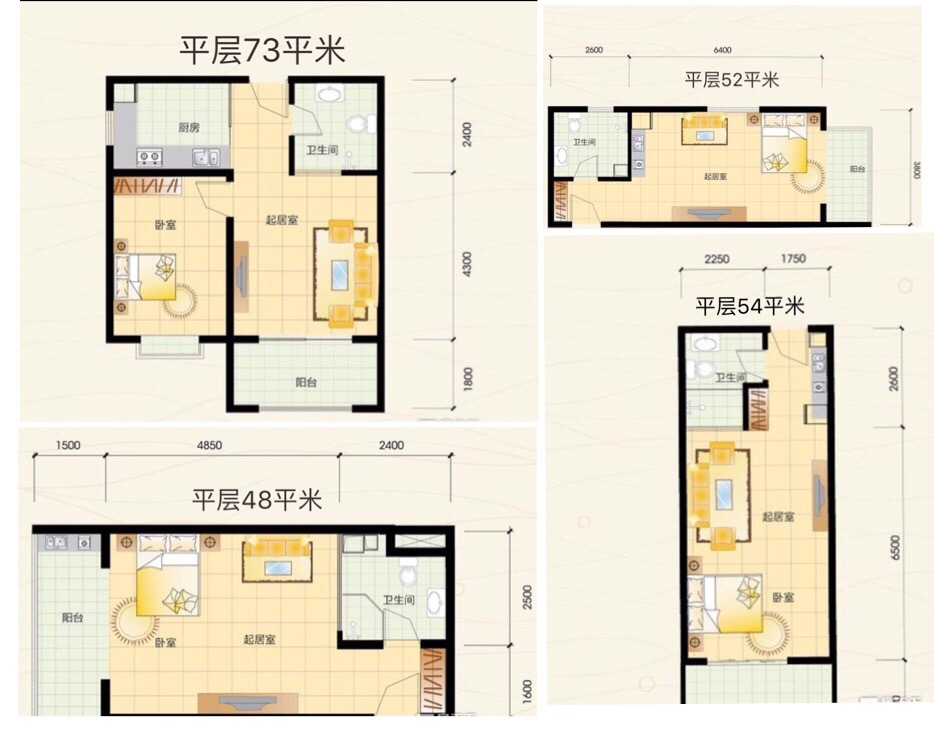 平层73平米
厨房
卫生间
2400
卧室
起居室
4300
阳台
1800
2600
6400
平层52平米
卫生间
起居室
阳台
3800
2250
1750
平层54平米
卫生间
2600
起居室
6500
卧室
1500
4850
2400
平层48平米
阳台
卧室
起居室
卫生间
2500
1600